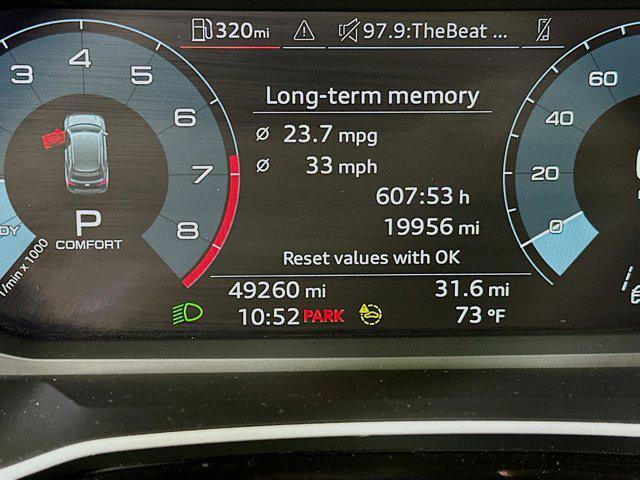 320mi 97.9:TheBeat ...
Long-term memory
ø 23.7 mpg
ø 33 mph
607:53 h
19956 mi
Reset values with OK
49260 mi 31.6 mi
10:52 PARK 73 °F
3 4 5 6 7 8
P
COMFORT
DY
1/min x 1000
60
40
20
0